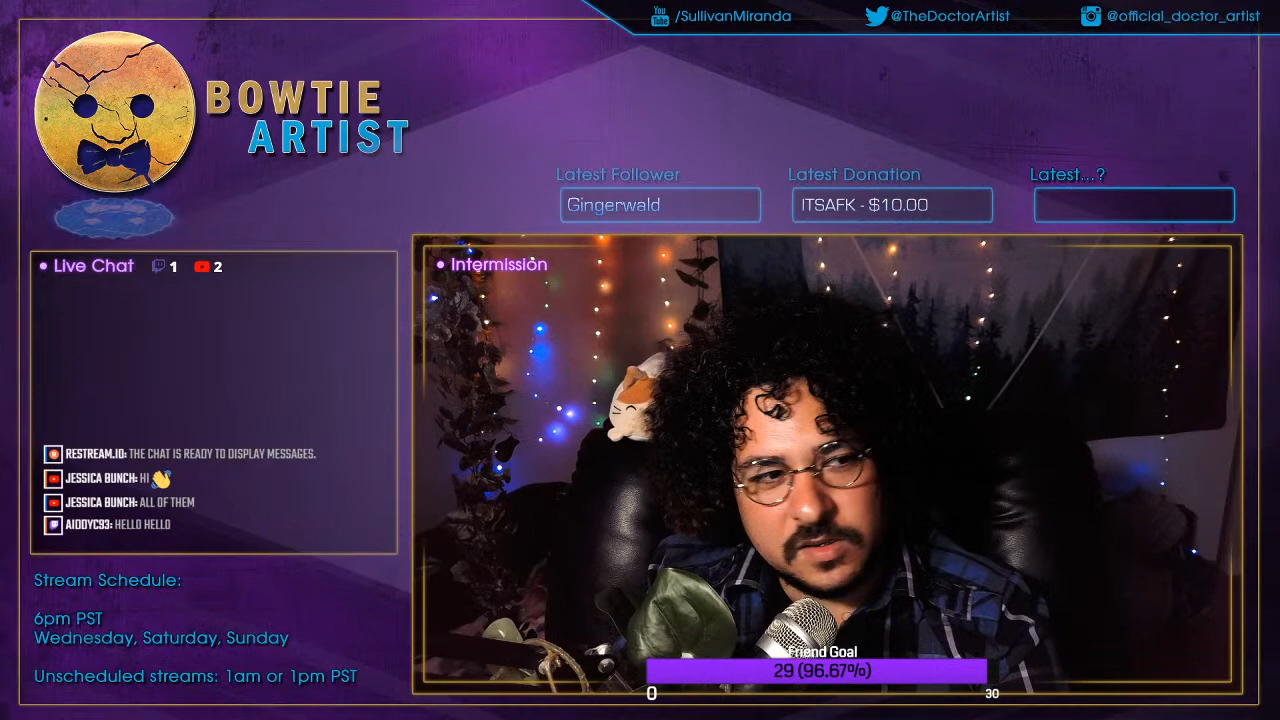 You Tube /SullivanMiranda
@TheDoctorArtist
@official_doctor_artist
BOWTIE
ARTIST
Latest Follower
Gingerwald
Latest Donation
ITSAFK - $10.00
Latest...?
• Live Chat 1 2
RESTREAM.IO: THE CHAT IS READY TO DISPLAY MESSAGES.
JESSICA BUNCH: HI
JESSICA BUNCH: ALL OF THEM
AIDDYC93: HELLO HELLO
Stream Schedule:
6pm PST
Wednesday, Saturday, Sunday
Unscheduled streams: 1am or 1pm PST
• Intermission
Friend Goal
29 (96.67%)
0
30